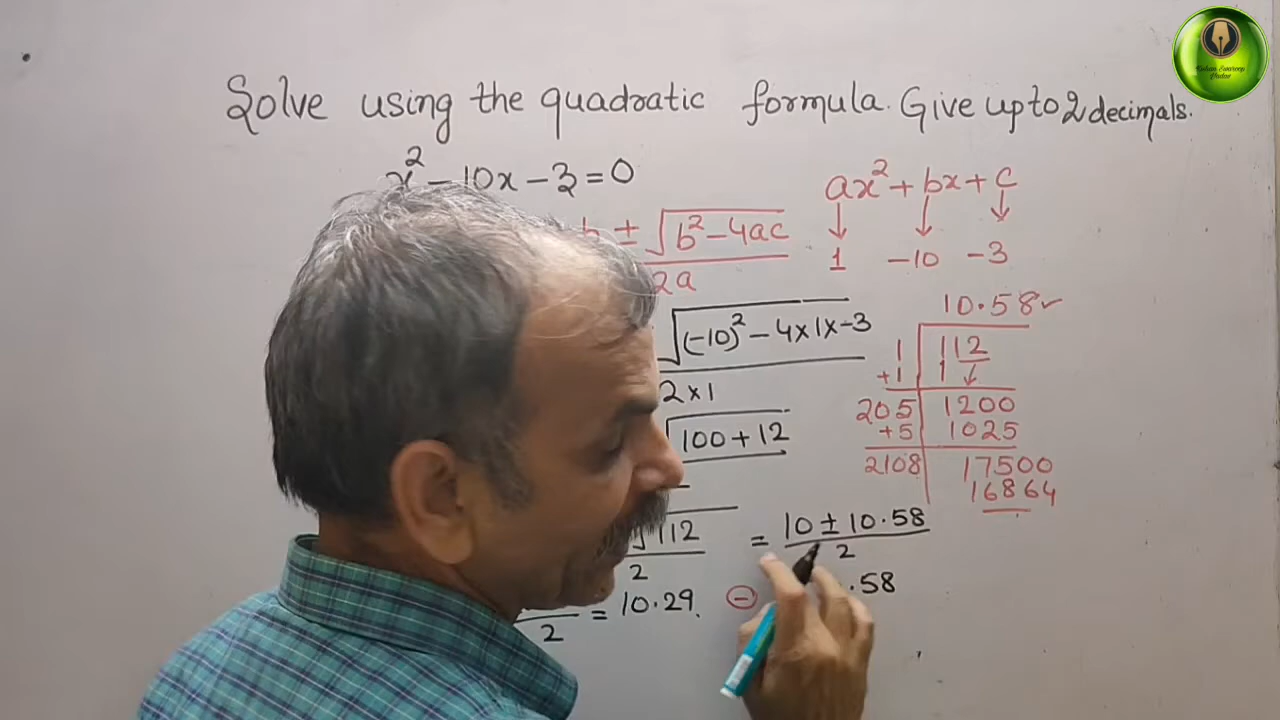 Solve using the quadratic formula. Give upto 2 decimals.
x² - 10x - 3 = 0
ax² + bx + c
↓ ↓ ↓
1 -10 -3
b ± √b² - 4ac
2a
√(-10)² - 4x1x-3
2 x 1
√100 + 12
√112
2
= 10 ± 10.58
2
2 = 10.29.
⊖ .58
10.58✓
1 112
+1 1 ↓
205 1200
+5 1025
2108 17500
16864